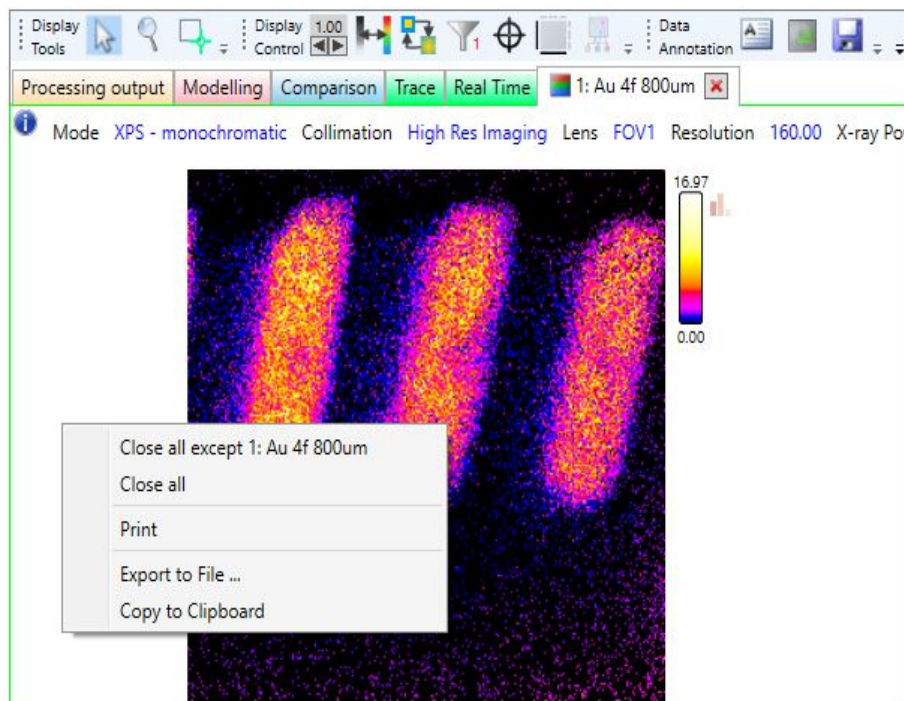 Display Tools
Display Control
1.00
1
Data Annotation
A
Processing output
Modelling
Comparison
Trace
Real Time
1: Au 4f 800um
i
Mode XPS - monochromatic Collimation High Res Imaging Lens FOV1 Resolution 160.00 X-ray Po
16.97
0.00
Close all except 1: Au 4f 800um
Close all
Print
Export to File ...
Copy to Clipboard